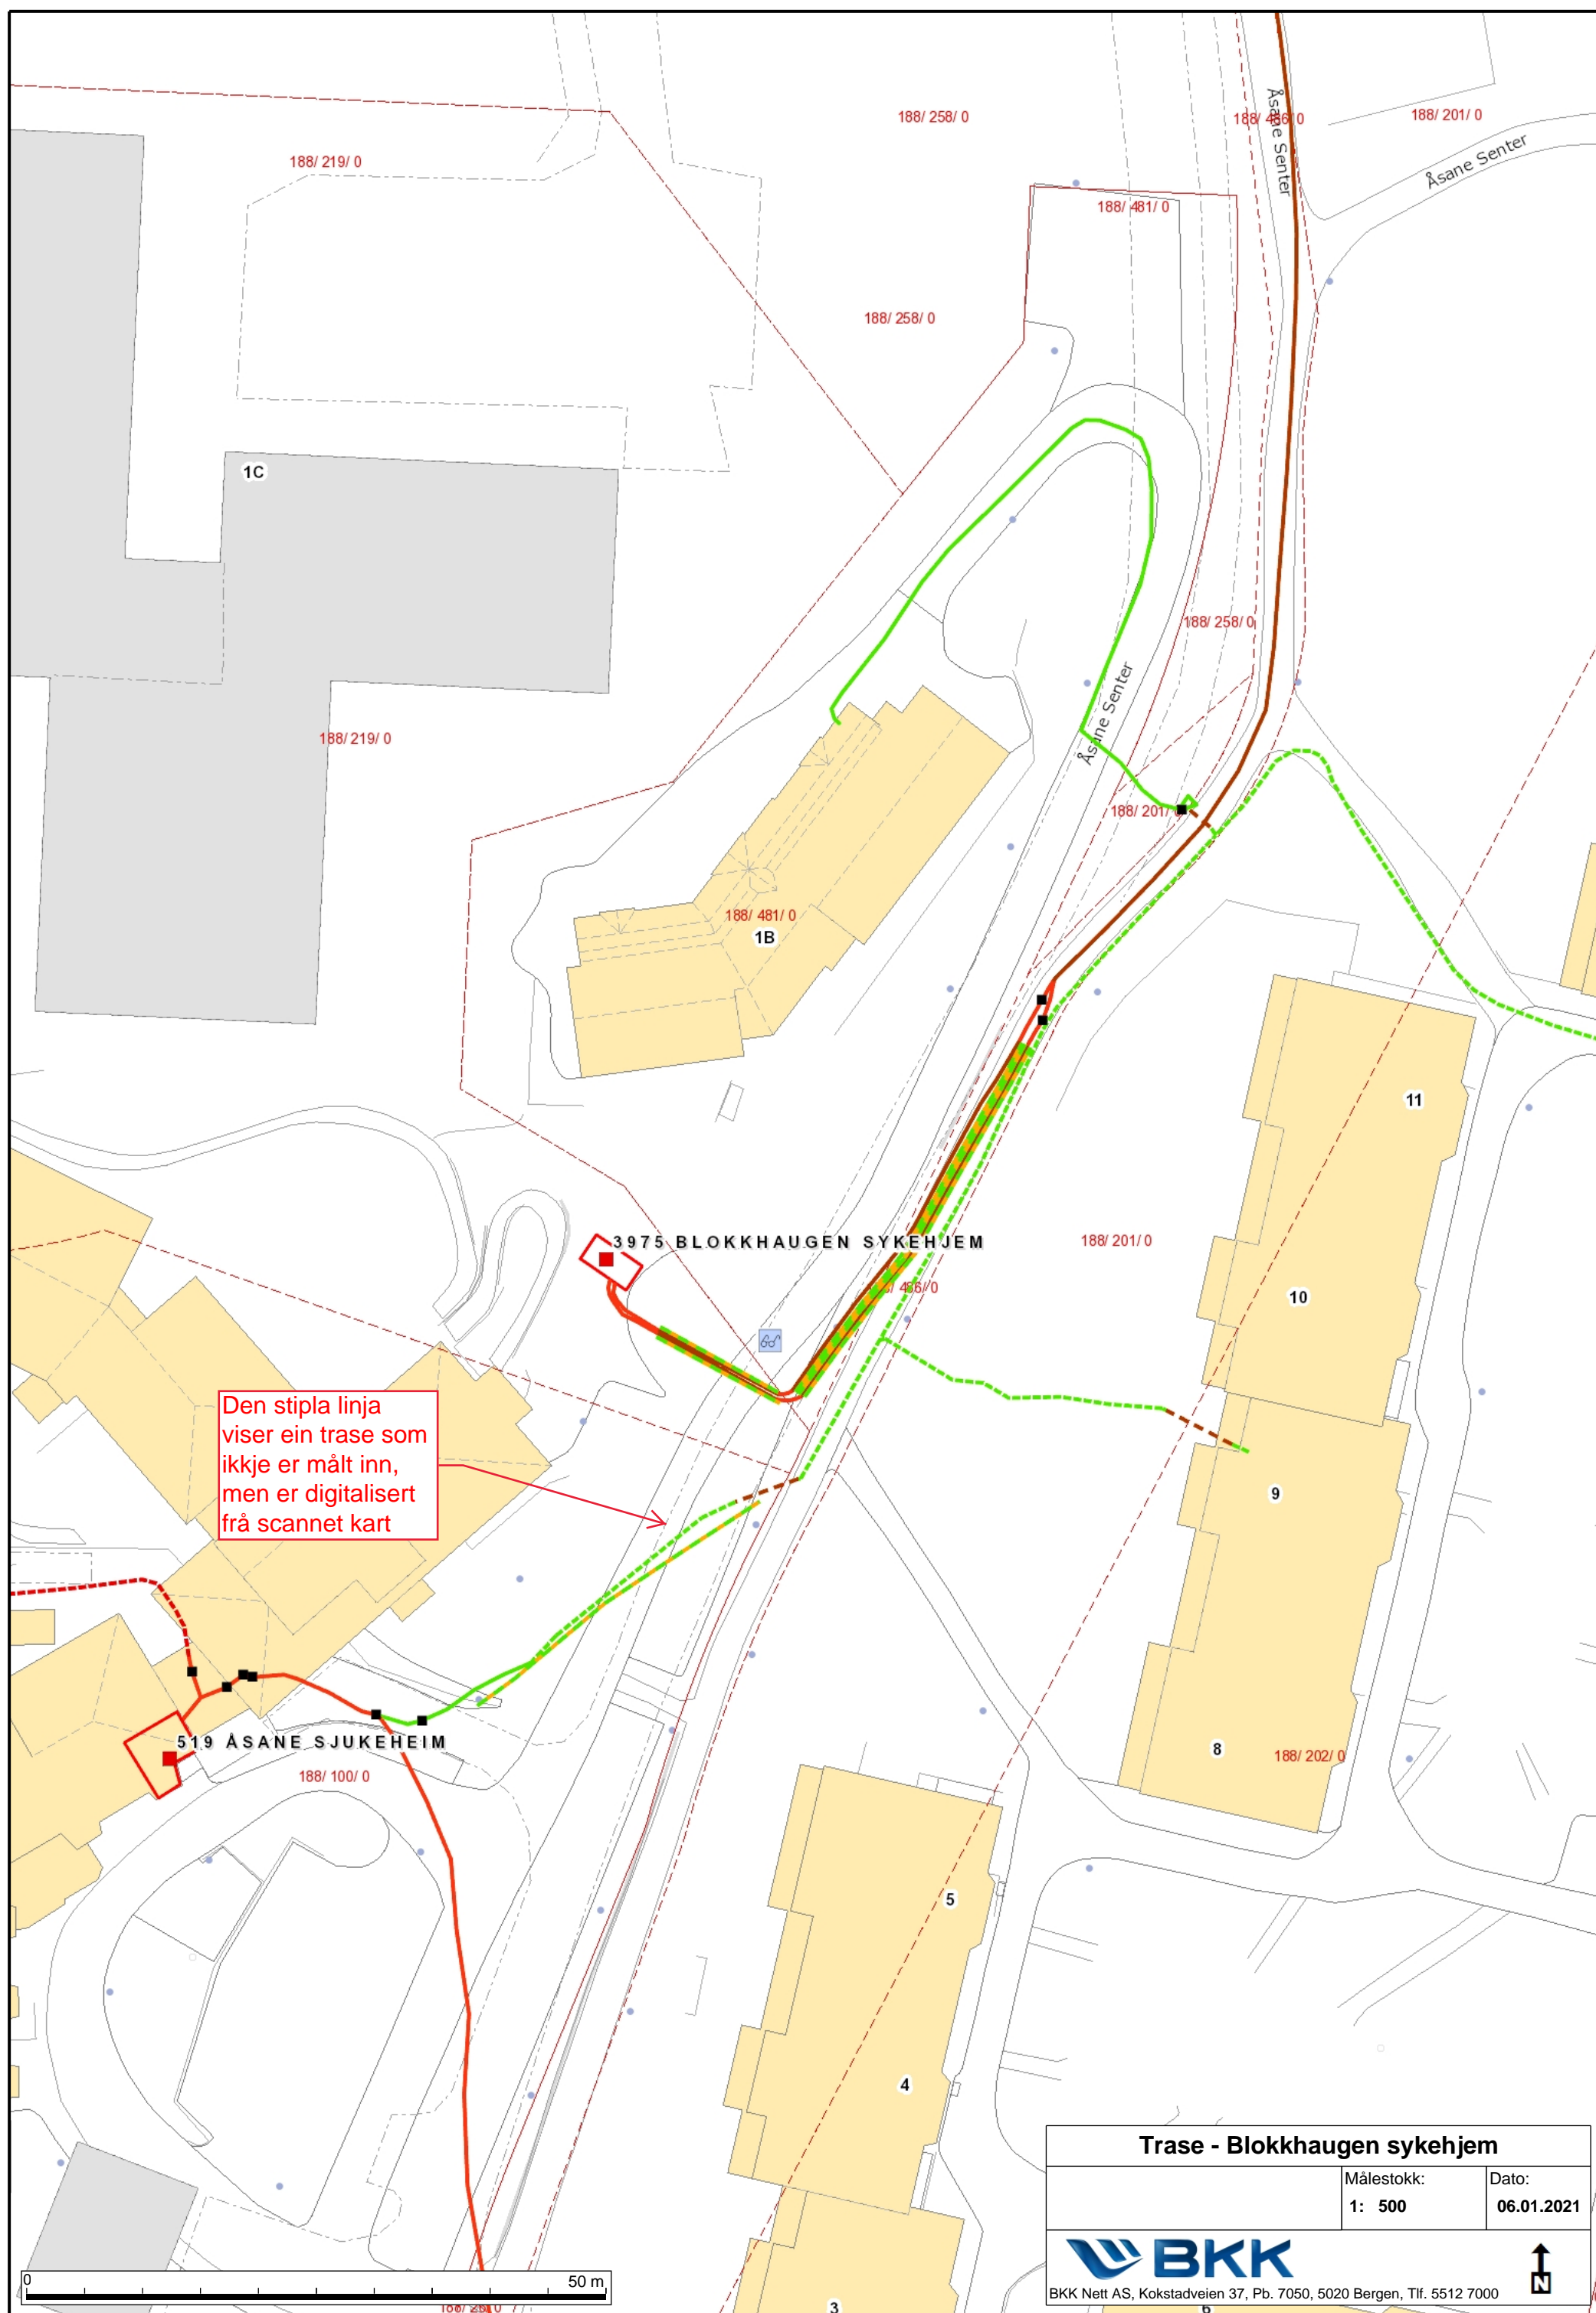 188/ 258/ 0
Åsane Senter
188/ 201/ 0
Åsane Senter
188/ 219/ 0
188/ 481/ 0
188/ 258/ 0
1C
188/ 258/ 0
Åsane Senter
188/ 219/ 0
188/ 201/
188/ 481/ 0
1B
11
3975 BLOKKHAUGEN SYKEHJEM
188/ 201/ 0
10
Den stipla linja
viser ein trase som
ikkje er målt inn,
men er digitalisert
frå scannet kart
9
519 ÅSANE SJUKEHEIM
188/ 100/ 0
8
188/ 202/ 0
5
4
3
Trase - Blokkhaugen sykehjem
Målestokk:
Dato:
1: 500
06.01.2021
BKK
N
BKK Nett AS, Kokstadveien 37, Pb. 7050, 5020 Bergen, Tlf. 5512 7000
0
50 m